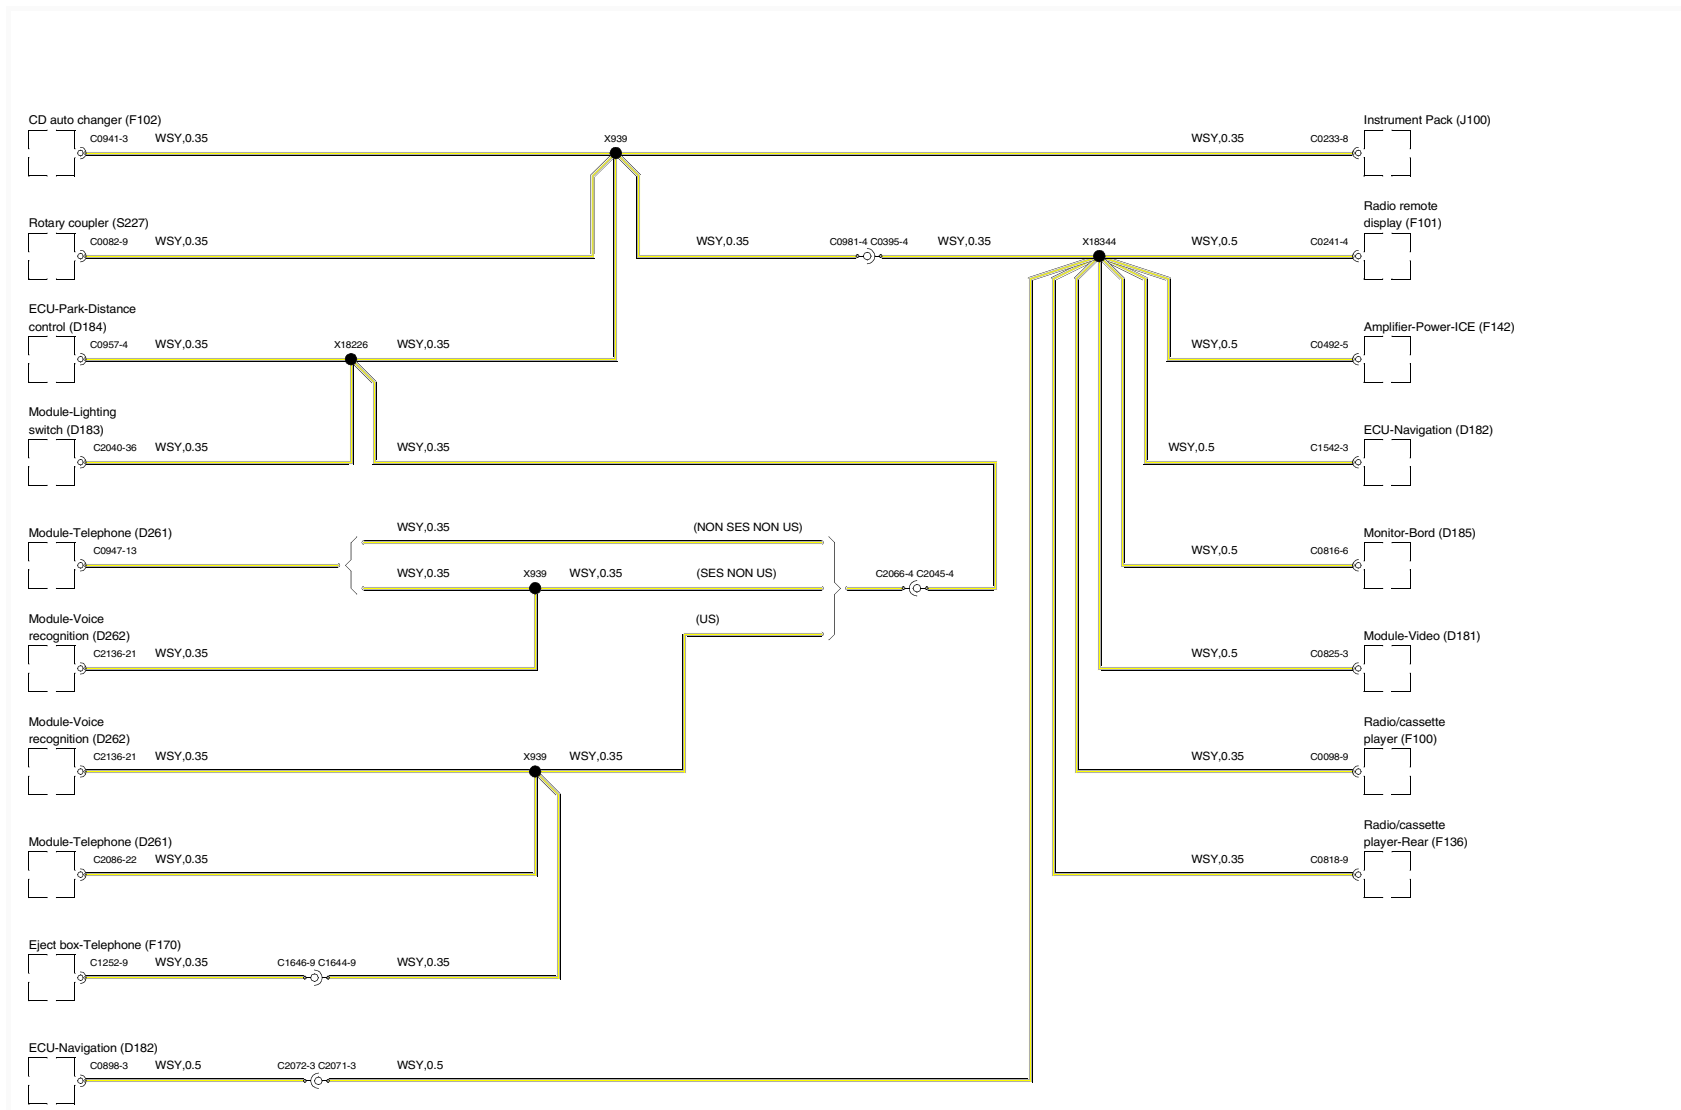 CD auto changer (F102)
C0941-3 WSY,0.35
X939
WSY,0.35 C0233-8
Instrument Pack (J100)
Rotary coupler (S227)
C0082-9 WSY,0.35
WSY,0.35
C0981-4 C0395-4
WSY,0.35
X18344
WSY,0.5 C0241-4
Radio remote
display (F101)
ECU-Park-Distance
control (D184)
C0957-4 WSY,0.35
X18226
WSY,0.35
WSY,0.5 C0492-5
Amplifier-Power-ICE (F142)
Module-Lighting
switch (D183)
C2040-36 WSY,0.35
WSY,0.35
WSY,0.5 C1542-3
ECU-Navigation (D182)
Module-Telephone (D261)
C0947-13
WSY,0.35 (NON SES NON US)
WSY,0.35 X939 WSY,0.35 (SES NON US)
C2066-4 C2045-4
(US)
WSY,0.5 C0816-6
Monitor-Bord (D185)
Module-Voice
recognition (D262)
C2136-21 WSY,0.35
WSY,0.5 C0825-3
Module-Video (D181)
Module-Voice
recognition (D262)
C2136-21 WSY,0.35
X939 WSY,0.35
WSY,0.35 C0098-9
Radio/cassette
player (F100)
Module-Telephone (D261)
C2086-22 WSY,0.35
WSY,0.35 C0818-9
Radio/cassette
player-Rear (F136)
Eject box-Telephone (F170)
C1252-9 WSY,0.35
C1646-9 C1644-9
WSY,0.35
ECU-Navigation (D182)
C0898-3 WSY,0.5
C2072-3 C2071-3
WSY,0.5